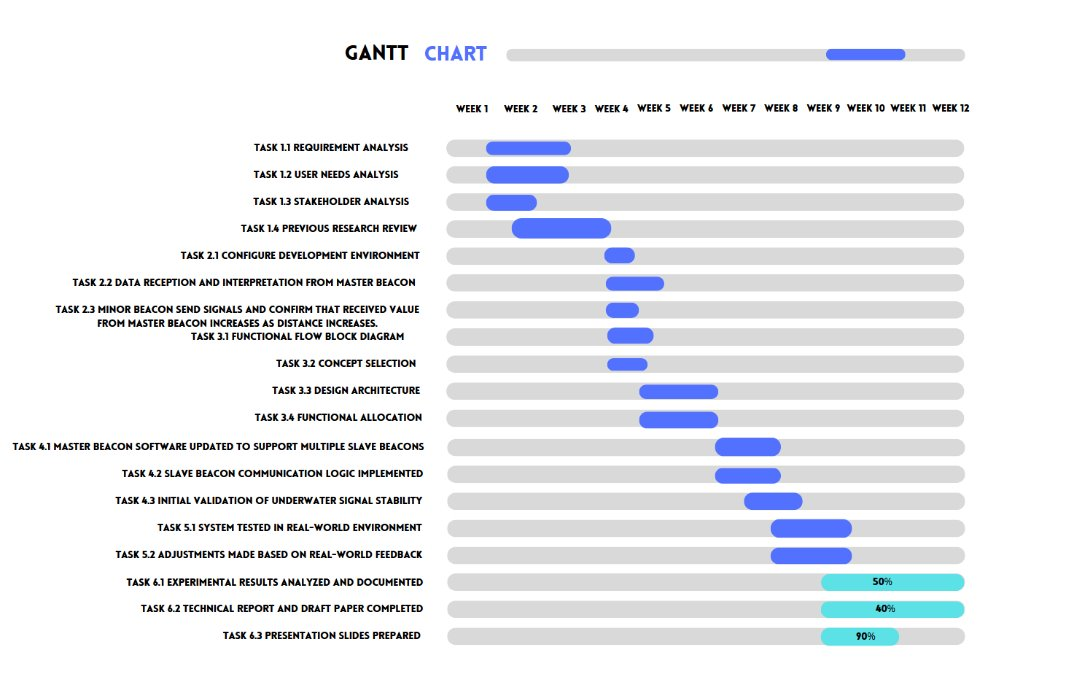 GANTT CHART
WEEK 1 WEEK 2 WEEK 3 WEEK 4 WEEK 5 WEEK 6 WEEK 7 WEEK 8 WEEK 9 WEEK 10 WEEK 11 WEEK 12
TASK 1.1 REQUIREMENT ANALYSIS
TASK 1.2 USER NEEDS ANALYSIS
TASK 1.3 STAKEHOLDER ANALYSIS
TASK 1.4 PREVIOUS RESEARCH REVIEW
TASK 2.1 CONFIGURE DEVELOPMENT ENVIRONMENT
TASK 2.2 DATA RECEPTION AND INTERPRETATION FROM MASTER BEACON
TASK 2.3 MINOR BEACON SEND SIGNALS AND CONFIRM THAT RECEIVED VALUE
FROM MASTER BEACON INCREASES AS DISTANCE INCREASES.
TASK 3.1 FUNCTIONAL FLOW BLOCK DIAGRAM
TASK 3.2 CONCEPT SELECTION
TASK 3.3 DESIGN ARCHITECTURE
TASK 3.4 FUNCTIONAL ALLOCATION
TASK 4.1 MASTER BEACON SOFTWARE UPDATED TO SUPPORT MULTIPLE SLAVE BEACONS
TASK 4.2 SLAVE BEACON COMMUNICATION LOGIC IMPLEMENTED
TASK 4.3 INITIAL VALIDATION OF UNDERWATER SIGNAL STABILITY
TASK 5.1 SYSTEM TESTED IN REAL-WORLD ENVIRONMENT
TASK 5.2 ADJUSTMENTS MADE BASED ON REAL-WORLD FEEDBACK
TASK 6.1 EXPERIMENTAL RESULTS ANALYZED AND DOCUMENTED 50%
TASK 6.2 TECHNICAL REPORT AND DRAFT PAPER COMPLETED 40%
TASK 6.3 PRESENTATION SLIDES PREPARED 90%